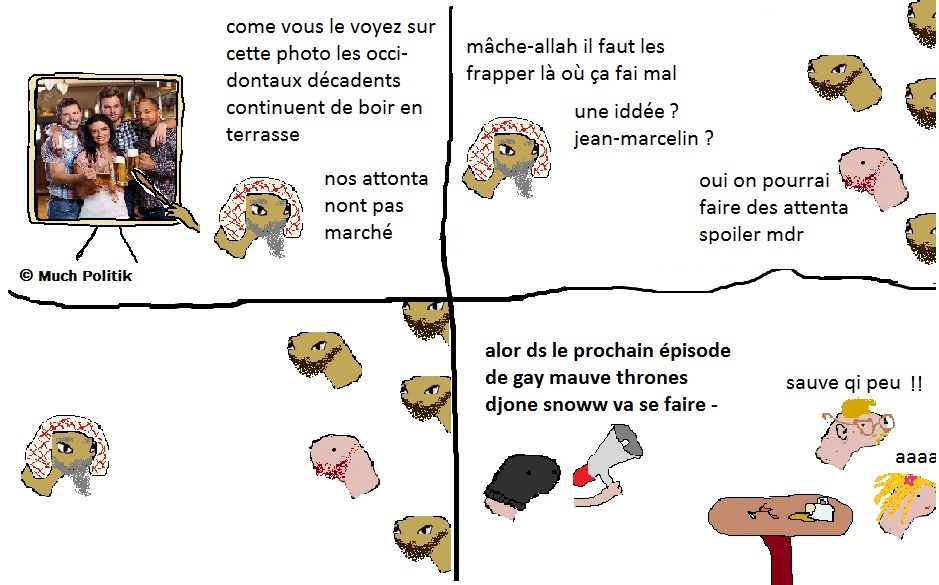 come vous le voyez sur
cette photo les occi-
dontaux décadents
continuent de boir en
terrasse
nos attonta
nont pas
marché
© Much Politik
mâche-allah il faut les
frapper là où ça fai mal
une iddée ?
jean-marcelin ?
oui on pourrai
faire des attenta
spoiler mdr
alor ds le prochain épisode
de gay mauve thrones
djone snoww va se faire -
sauve qi peu !!
aaaa